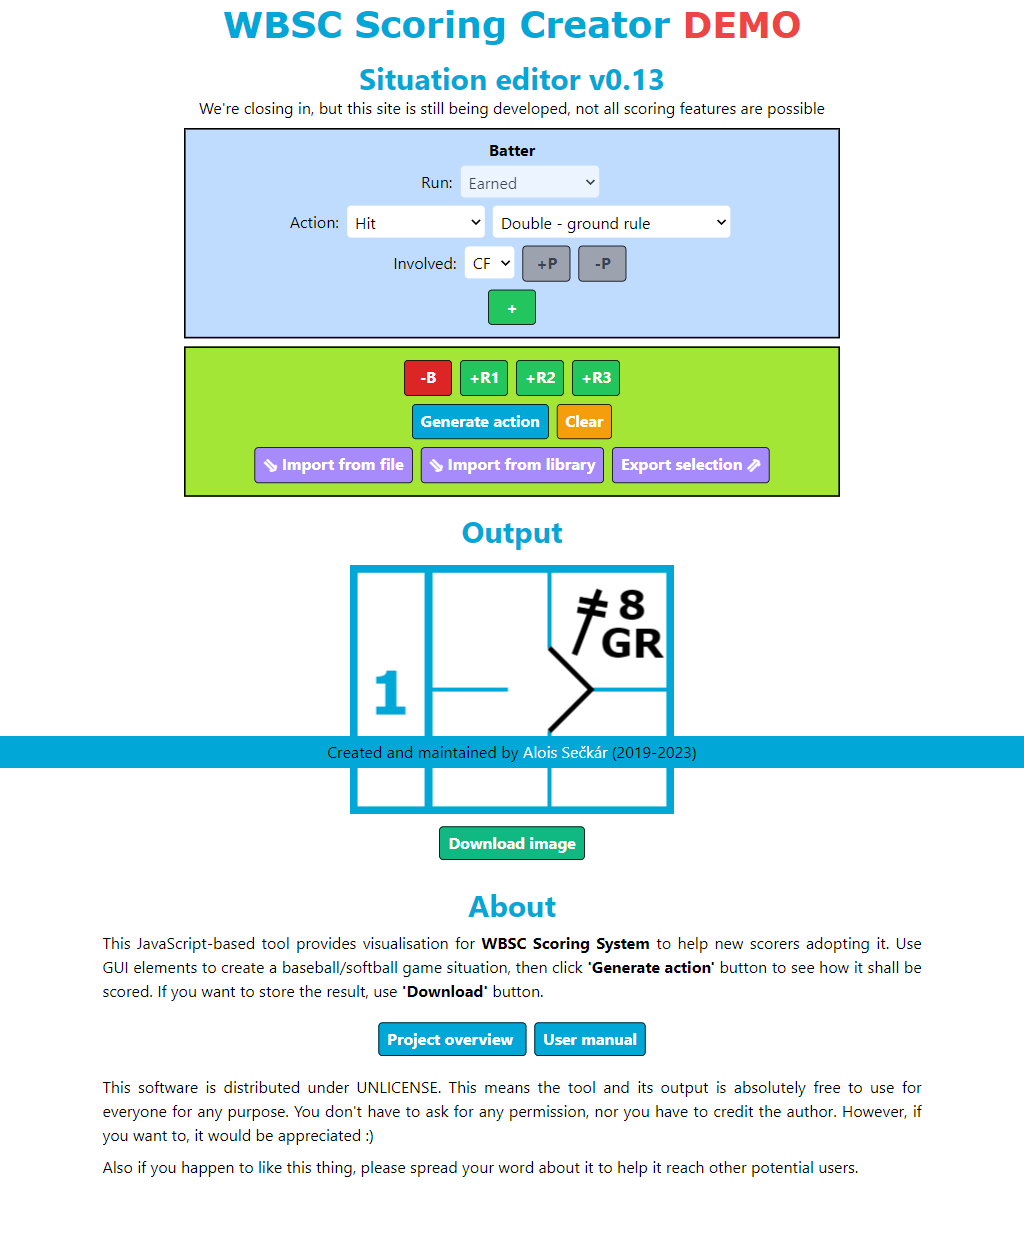 WBSC Scoring Creator DEMO
Situation editor v0.13
We're closing in, but this site is still being developed, not all scoring features are possible
Batter
Run: Earned
Action: Hit Double - ground rule
Involved: CF +P -P
+
-B +R1 +R2 +R3
Generate action Clear
⇘ Import from file ⇘ Import from library Export selection ⇗
Output
8
GR
1
Created and maintained by Alois Sečkár (2019-2023)
Download image
About
This JavaScript-based tool provides visualisation for WBSC Scoring System to help new scorers adopting it. Use
GUI elements to create a baseball/softball game situation, then click 'Generate action' button to see how it shall be
scored. If you want to store the result, use 'Download' button.
Project overview User manual
This software is distributed under UNLICENSE. This means the tool and its output is absolutely free to use for
everyone for any purpose. You don't have to ask for any permission, nor you have to credit the author. However, if
you want to, it would be appreciated :)
Also if you happen to like this thing, please spread your word about it to help it reach other potential users.